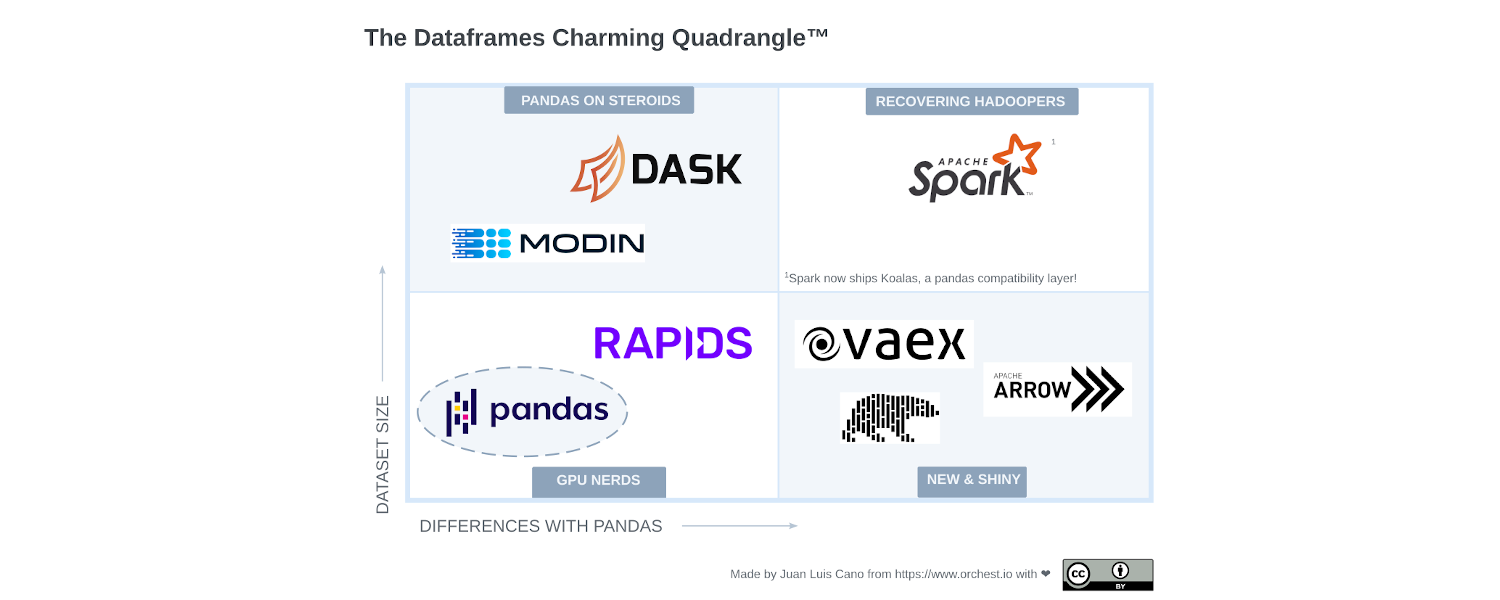 The Dataframes Charming Quadrangle™
PANDAS ON STEROIDS
RECOVERING HADOOPERS
DASK
APACHE
Spark™
1
MODIN
1Spark now ships Koalas, a pandas compatibility layer!
RAPIDS
vaex
APACHE
ARROW
pandas
GPU NERDS
NEW & SHINY
DATASET SIZE
DIFFERENCES WITH PANDAS
Made by Juan Luis Cano from https://www.orchest.io with ❤
cc
BY